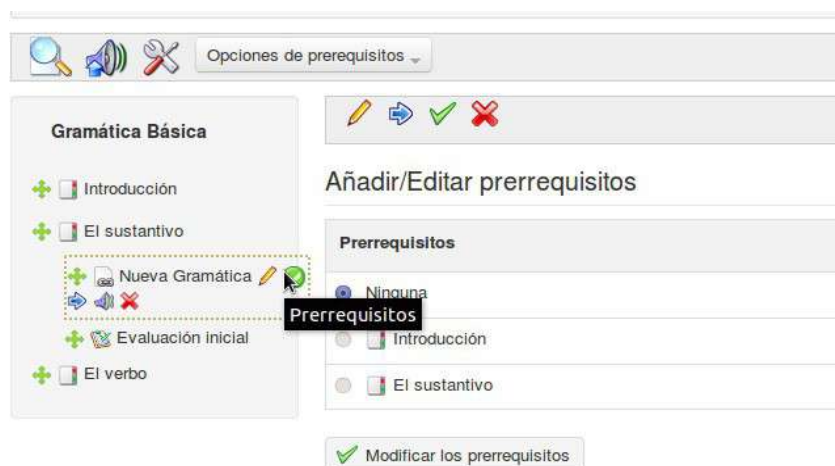 Opciones de prerequisitos
Gramática Básica
Introducción
El sustantivo
Nueva Gramática
Evaluación inicial
El verbo
Añadir/Editar prerrequisitos
Prerrequisitos
Ninguna
Prerrequisitos
Introducción
El sustantivo
Modificar los prerrequisitos